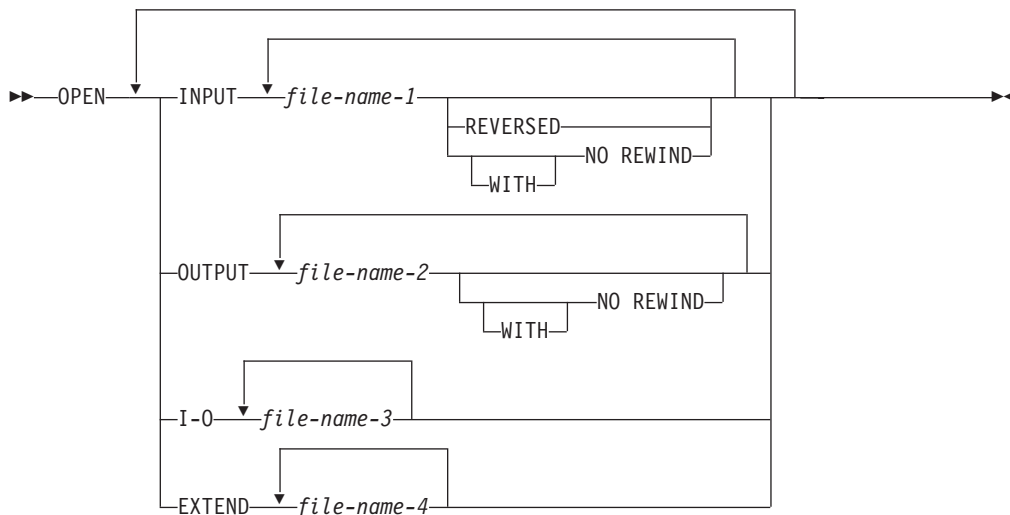 OPEN INPUT file-name-1
REVERSED
NO REWIND
WITH
OUTPUT file-name-2
NO REWIND
WITH
I-O file-name-3
EXTEND file-name-4